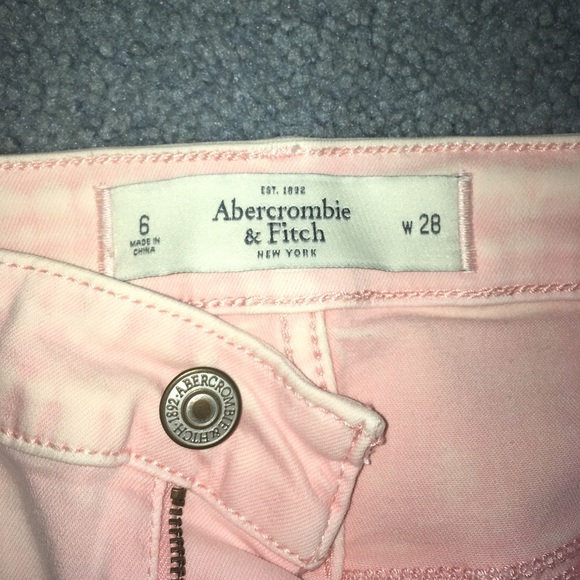 EST. 1892
6
MADE IN
CHINA
Abercrombie
& Fitch
NEW YORK
W 28
ABERCROMBIE & FITCH · 1892 ·